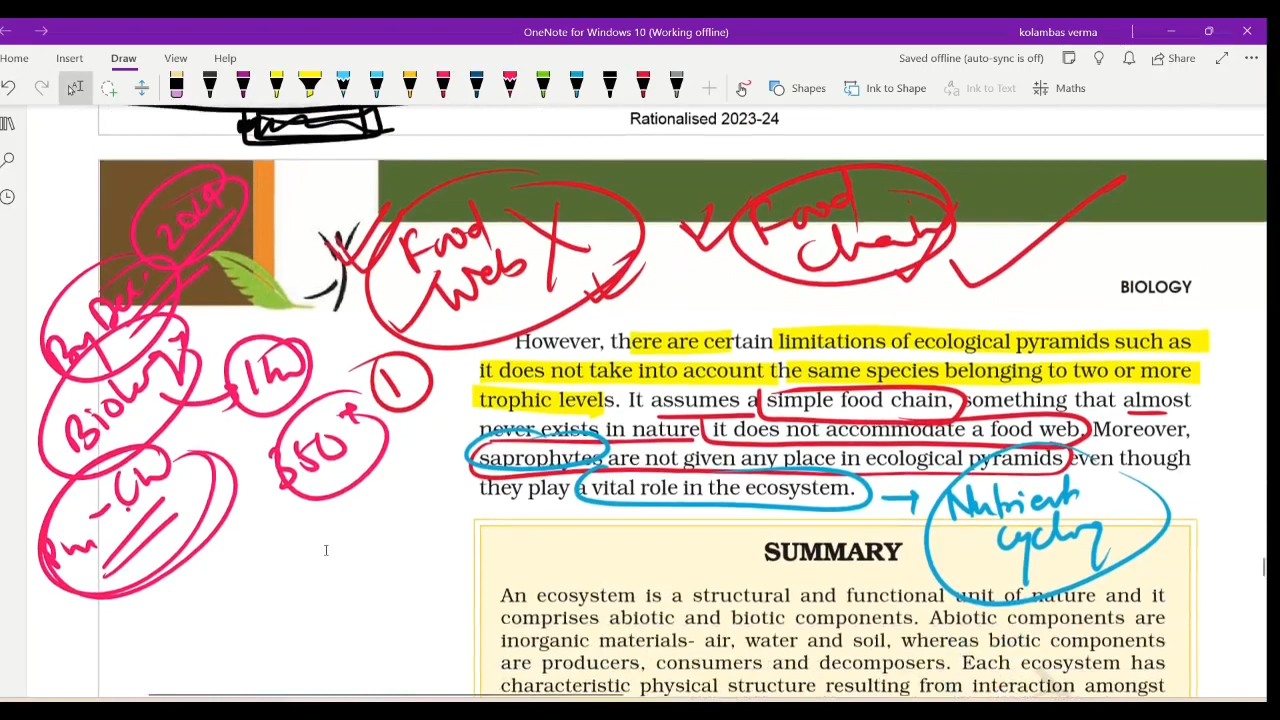 OneNote for Windows 10 (Working offline)
kolambas verma
Home Insert Draw View Help
Saved offline (auto-sync is off)
Share
Shapes
Ink to Shape
Ink to Text
Maths
Rationalised 2023-24
2024
Food
Web X
Food
Chain
BIOLOGY
By Dec:
Biology
1
350+
However, there are certain limitations of ecological pyramids such as
it does not take into account the same species belonging to two or more
trophic levels. It assumes a simple food chain, something that almost
never exists in nature; it does not accommodate a food web. Moreover,
saprophytes are not given any place in ecological pyramids even though
they play a vital role in the ecosystem.
Nutrient
cycling
SUMMARY
An ecosystem is a structural and functional unit of nature and it
comprises abiotic and biotic components. Abiotic components are
inorganic materials- air, water and soil, whereas biotic components
are producers, consumers and decomposers. Each ecosystem has
characteristic physical structure resulting from interaction amongst